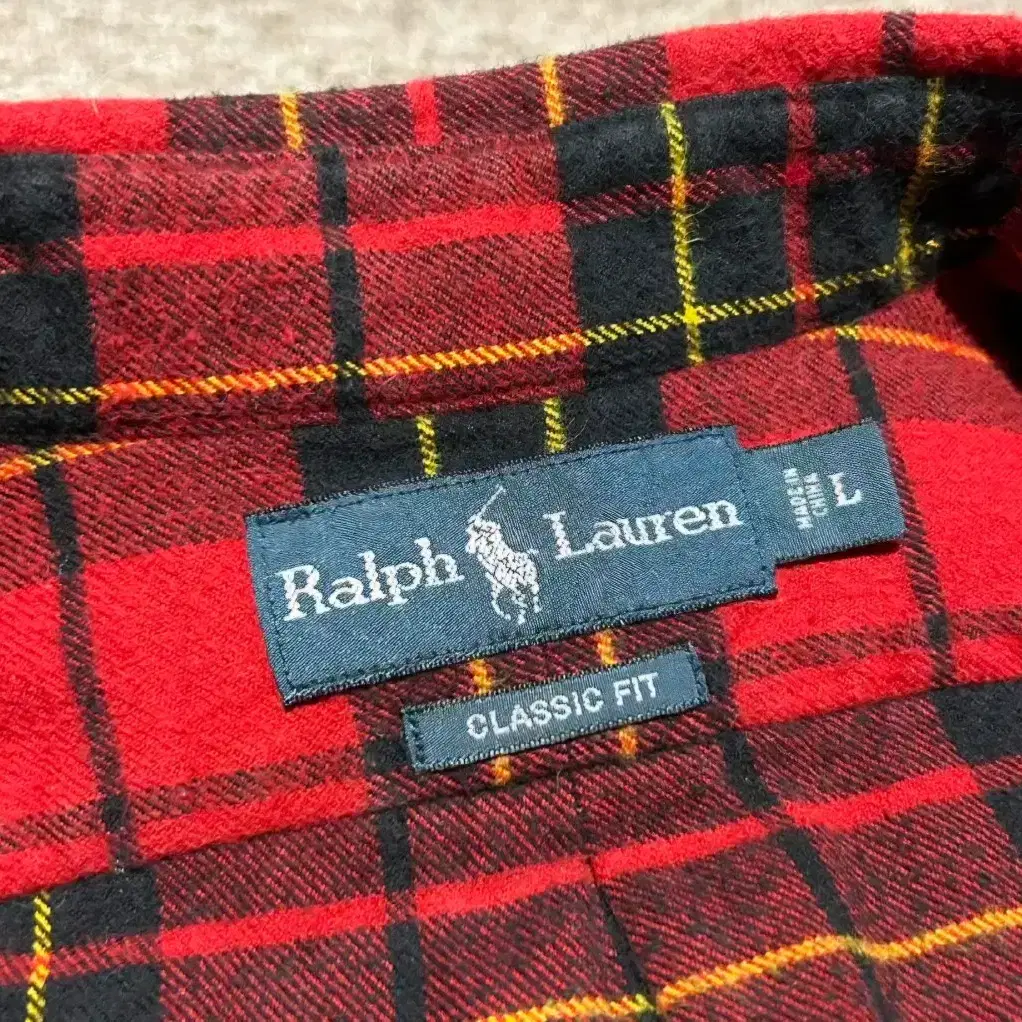 Ralph Lauren
MADE IN
CHINA
L
CLASSIC FIT